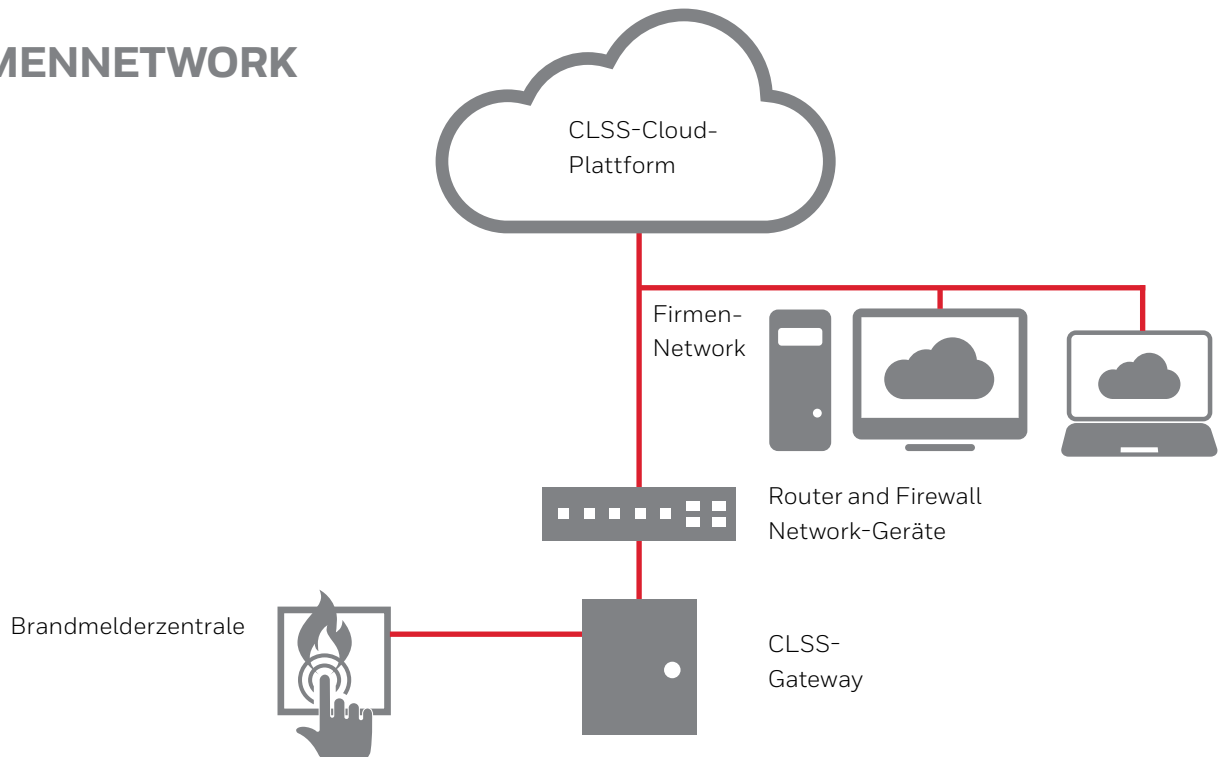 MENNETWORK
CLSS-Cloud-
Plattform
Firmen-
Network
Router and Firewall
Network-Geräte
Brandmelderzentrale
CLSS-
Gateway